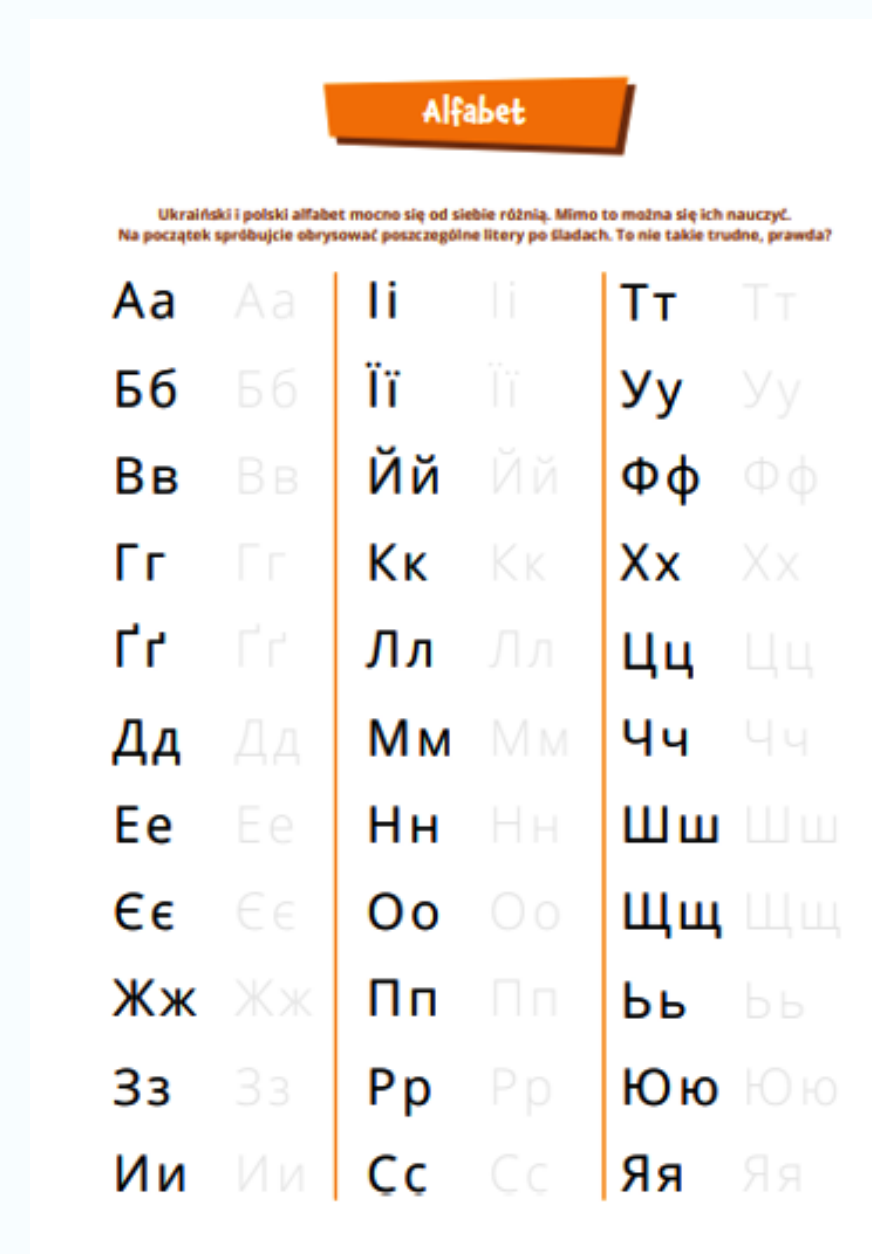 Alfabet
Ukraiński i polski alfabet mocno się od siebie różnią. Mimo to można się ich nauczyć.
Na początek spróbujcie obrysować poszczególne litery po śladach. To nie takie trudne, prawda?
Аа Аа
Бб Бб
Вв Вв
Гг Гг
Ґґ Ґґ
Дд Дд
Ее Ее
Єє Єє
Жж Жж
Зз Зз
Ии Ии
Іі Іі
Її Її
Йй Йй
Кк Кк
Лл Лл
Мм Мм
Нн Нн
Оо Оо
Пп Пп
Рр Рр
Сс Сс
Тт Тт
Уу Уу
Фф Фф
Хх Хх
Цц Цц
Чч Чч
Шш Шш
Щщ Щщ
Ьь Ьь
Юю Юю
Яя Яя